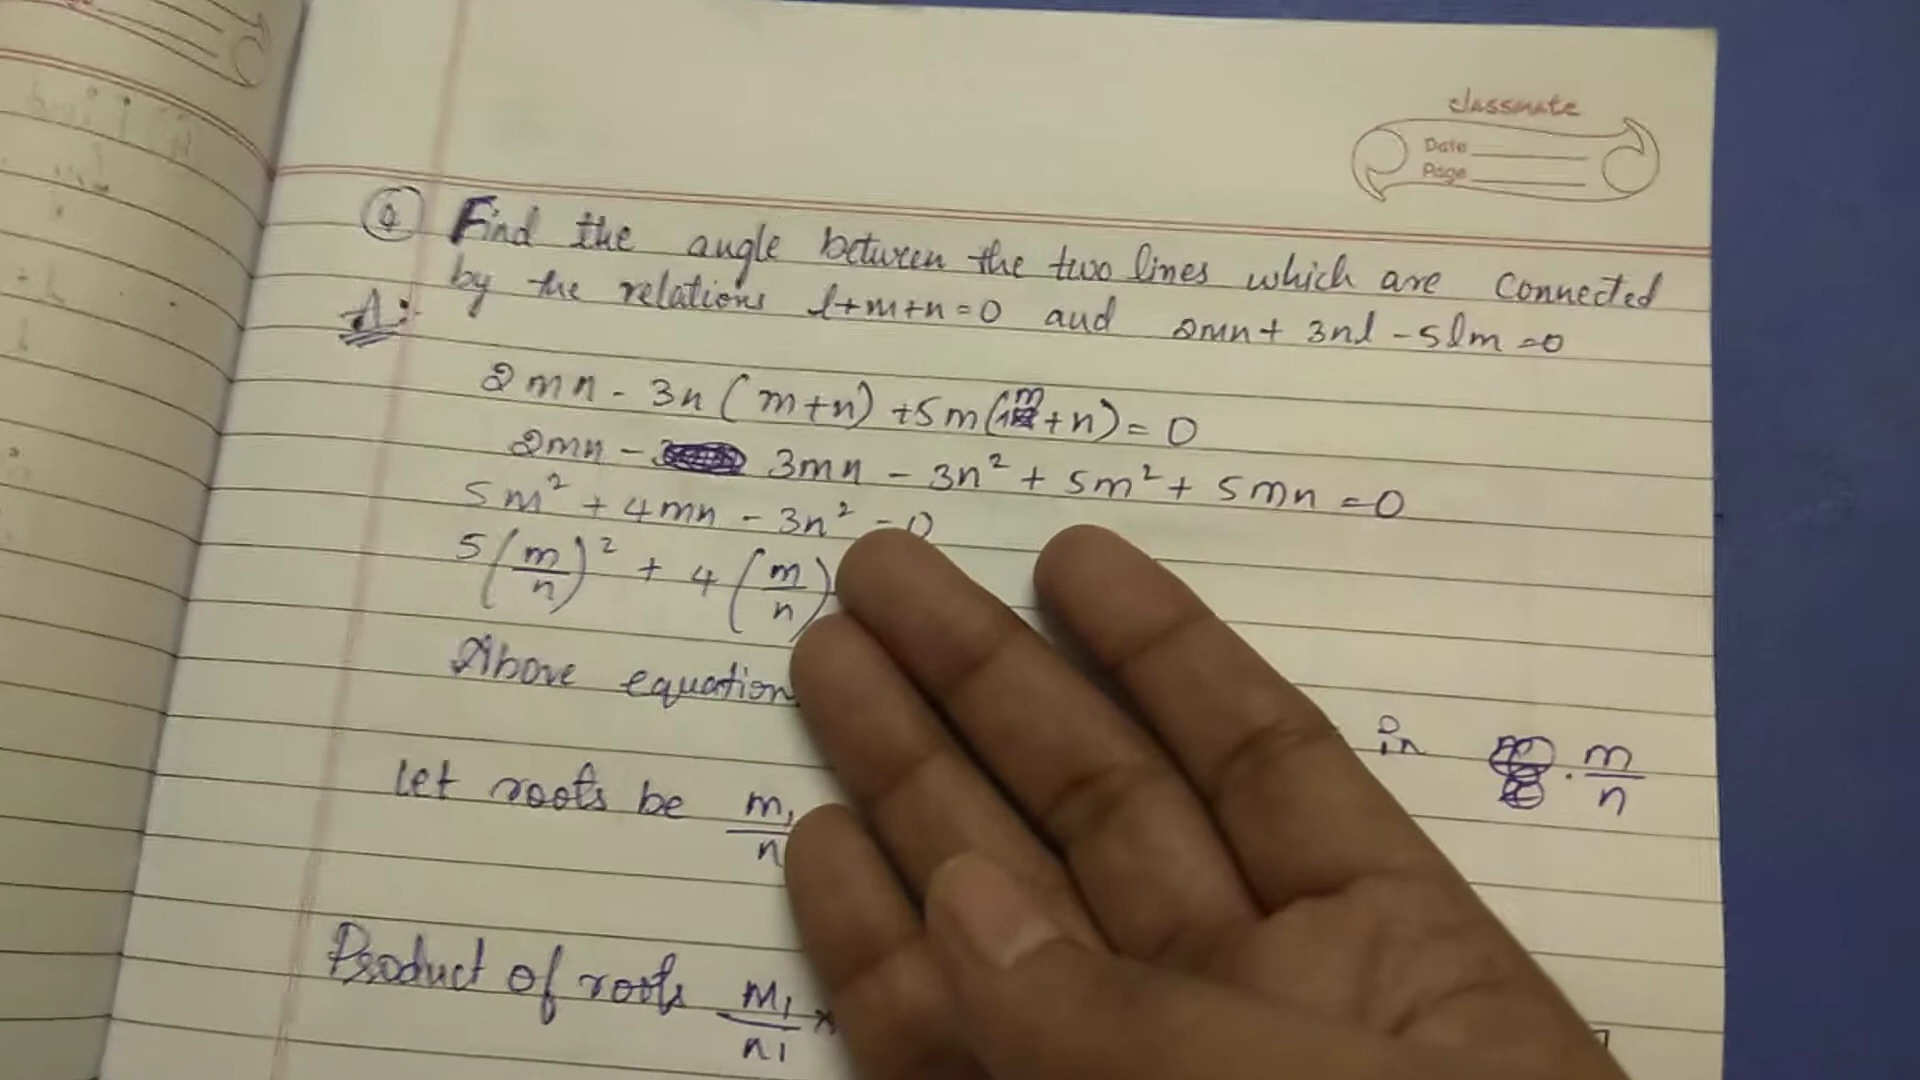 classmate
Date
Page
Q Find the angle between the two lines which are connected
by the relations l+m+n=0 and 2mn+ 3nl -5lm =0
A:
2mn - 3n(m+n) +5m(m+n)=0
2mn - 3mn - 3n² + 5m² + 5mn =0
5m² + 4mn - 3n² =0
5(m/n)² + 4(m/n)
Above equation in m/n
Let roots be m₁/n
Product of roots m₁/n₁ ×